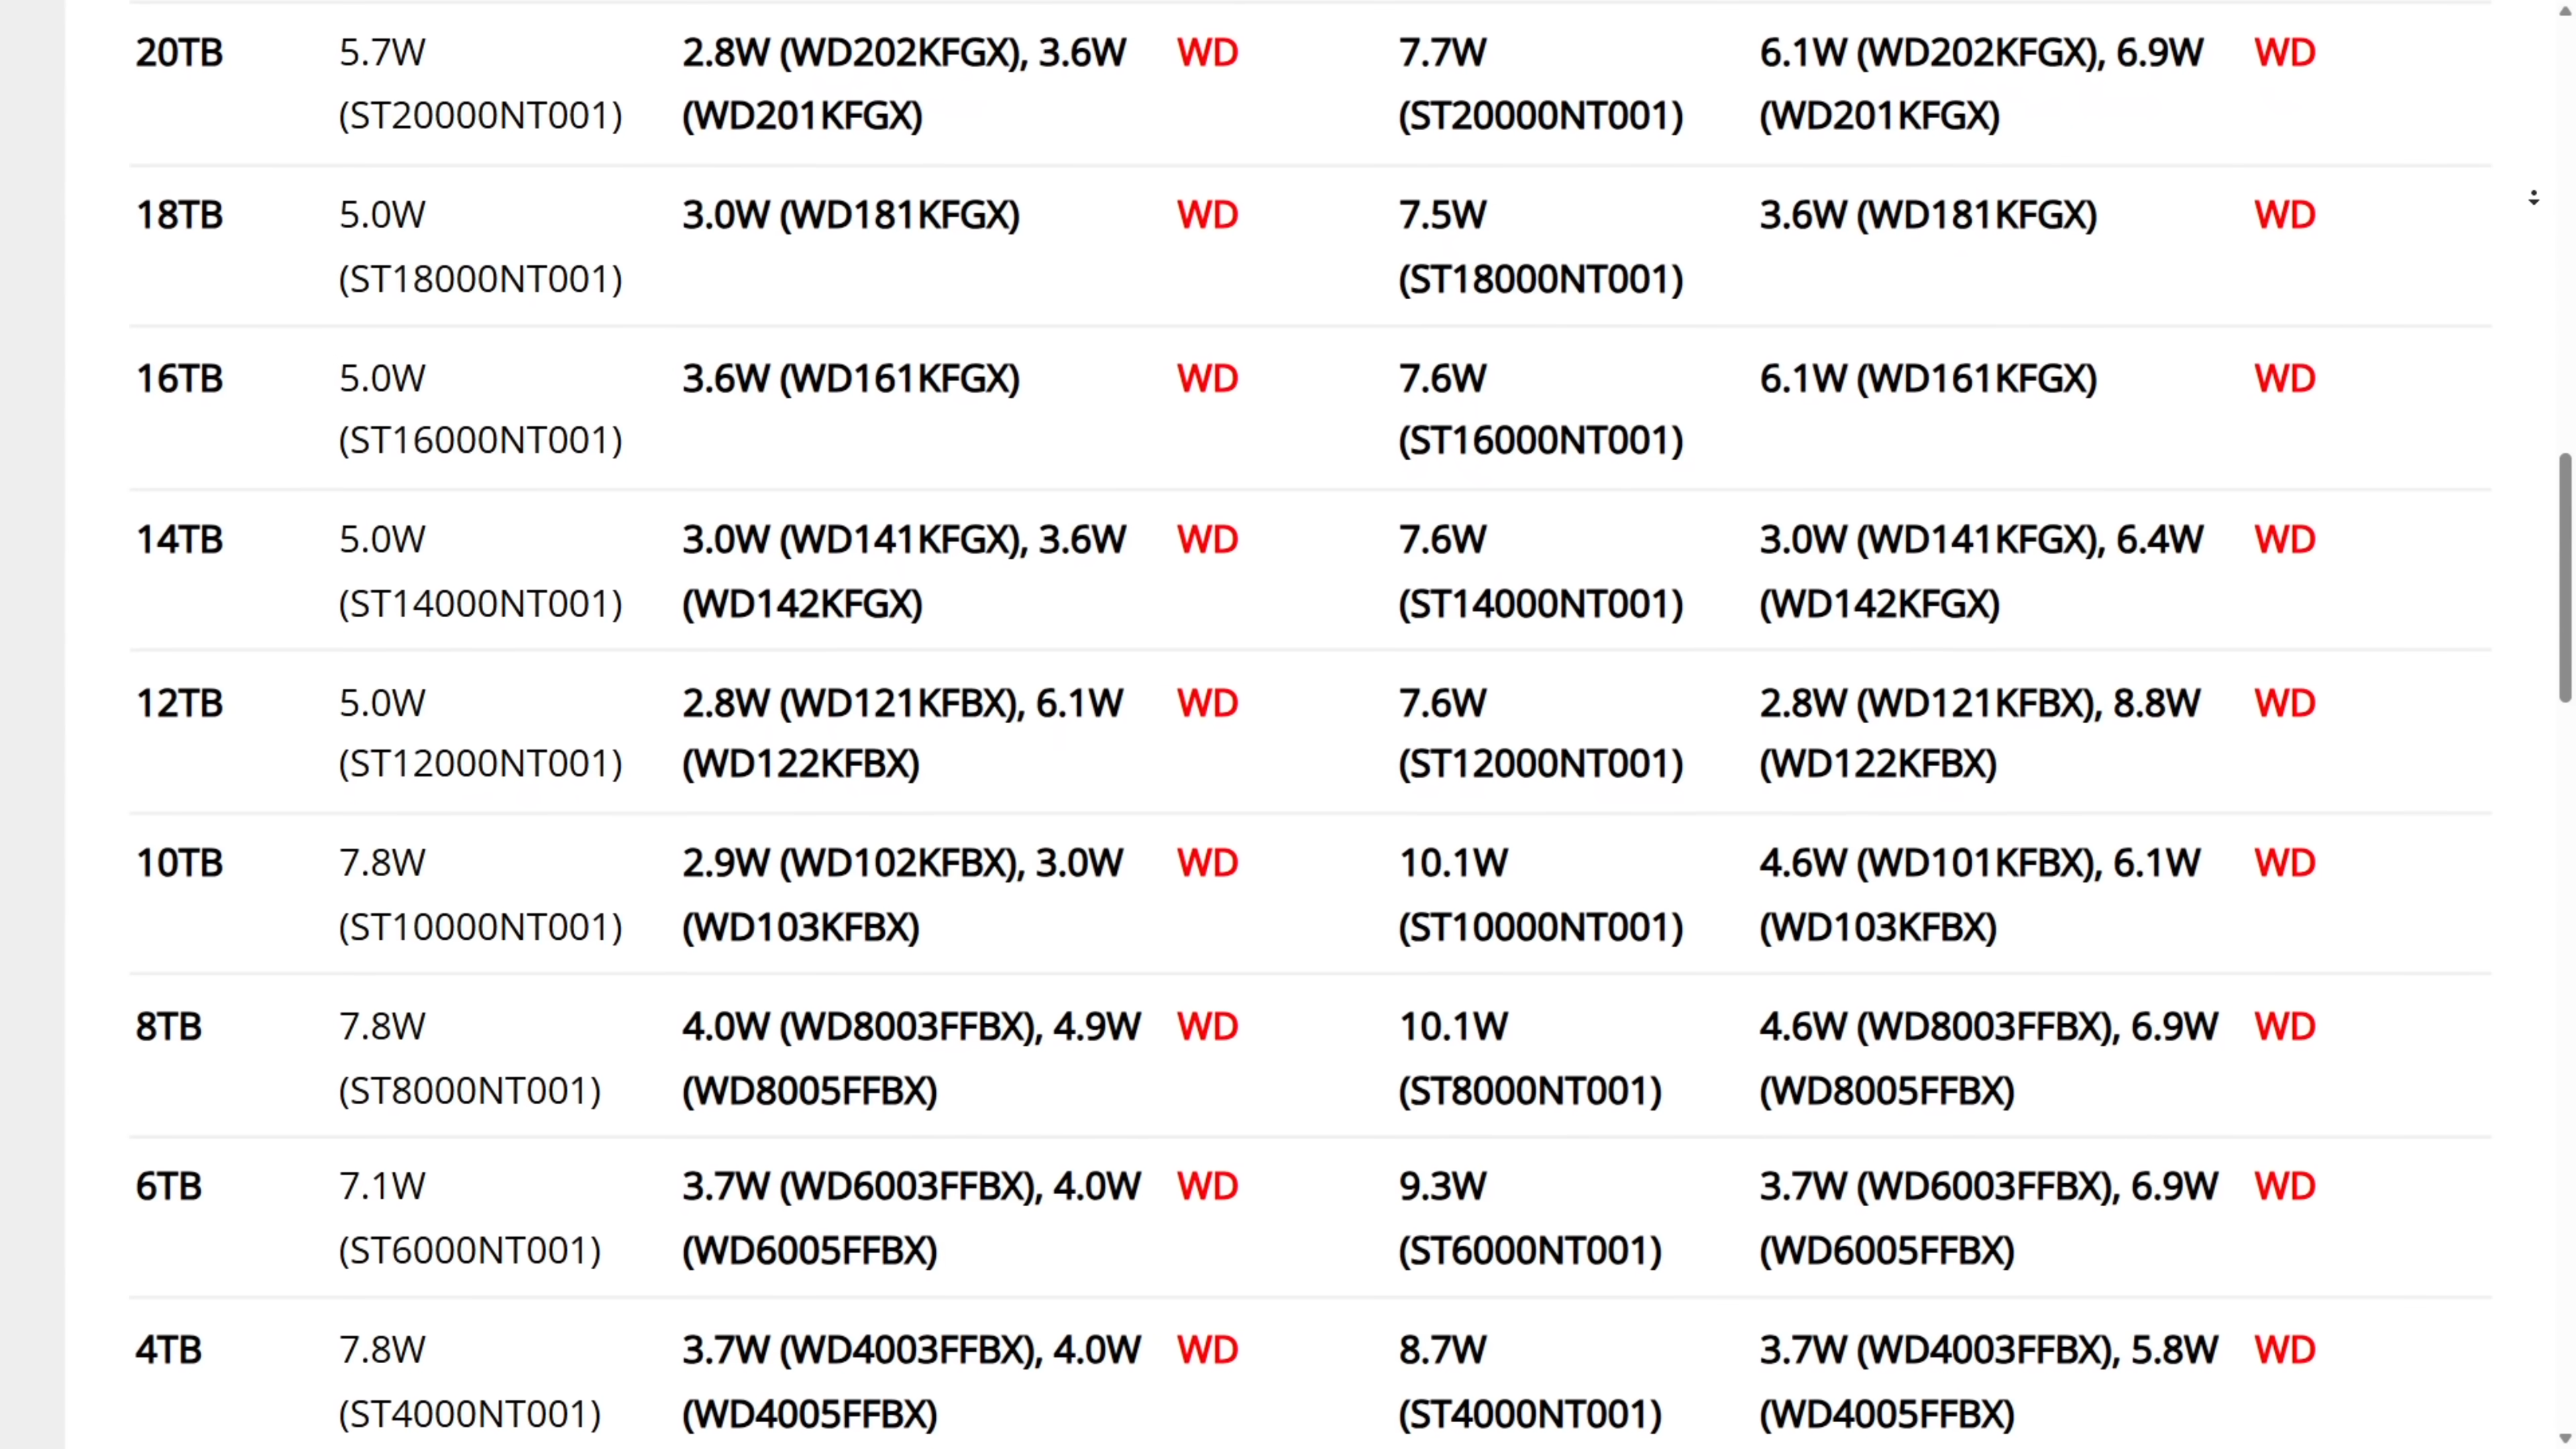 20TB 5.7W 2.8W (WD202KFGX), 3.6W WD 7.7W 6.1W (WD202KFGX), 6.9W WD
(ST20000NT001) (WD201KFGX) (ST20000NT001) (WD201KFGX)
18TB 5.0W 3.0W (WD181KFGX) WD 7.5W 3.6W (WD181KFGX) WD
(ST18000NT001) (ST18000NT001)
16TB 5.0W 3.6W (WD161KFGX) WD 7.6W 6.1W (WD161KFGX) WD
(ST16000NT001) (ST16000NT001)
14TB 5.0W 3.0W (WD141KFGX), 3.6W WD 7.6W 3.0W (WD141KFGX), 6.4W WD
(ST14000NT001) (WD142KFGX) (ST14000NT001) (WD142KFGX)
12TB 5.0W 2.8W (WD121KFBX), 6.1W WD 7.6W 2.8W (WD121KFBX), 8.8W WD
(ST12000NT001) (WD122KFBX) (ST12000NT001) (WD122KFBX)
10TB 7.8W 2.9W (WD102KFBX), 3.0W WD 10.1W 4.6W (WD101KFBX), 6.1W WD
(ST10000NT001) (WD103KFBX) (ST10000NT001) (WD103KFBX)
8TB 7.8W 4.0W (WD8003FFBX), 4.9W WD 10.1W 4.6W (WD8003FFBX), 6.9W WD
(ST8000NT001) (WD8005FFBX) (ST8000NT001) (WD8005FFBX)
6TB 7.1W 3.7W (WD6003FFBX), 4.0W WD 9.3W 3.7W (WD6003FFBX), 6.9W WD
(ST6000NT001) (WD6005FFBX) (ST6000NT001) (WD6005FFBX)
4TB 7.8W 3.7W (WD4003FFBX), 4.0W WD 8.7W 3.7W (WD4003FFBX), 5.8W WD
(ST4000NT001) (WD4005FFBX) (ST4000NT001) (WD4005FFBX)